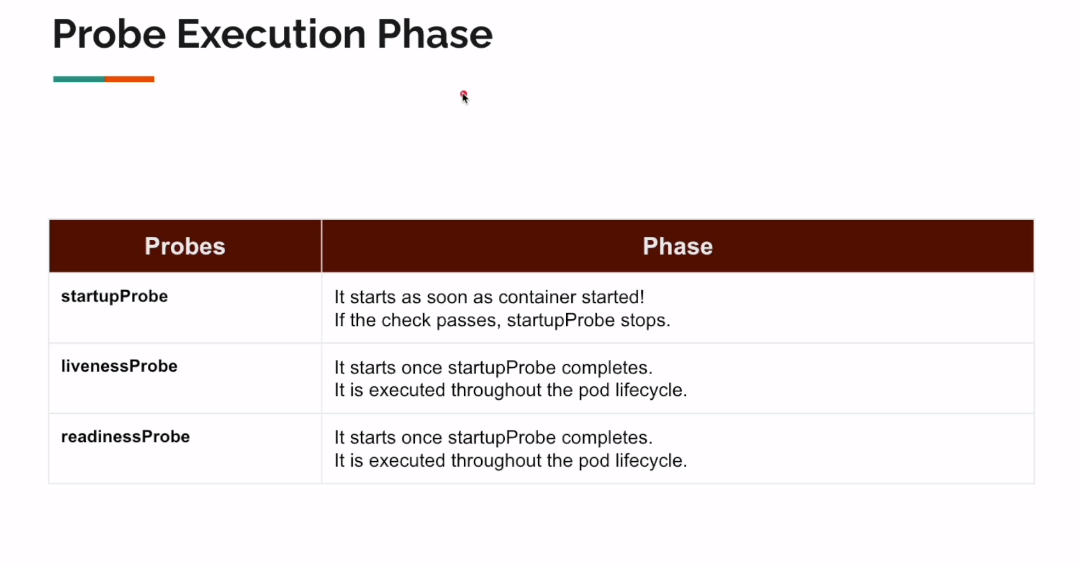 Probe Execution Phase
Probes
Phase
startupProbe
It starts as soon as container started!
If the check passes, startupProbe stops.
livenessProbe
It starts once startupProbe completes.
It is executed throughout the pod lifecycle.
readinessProbe
It starts once startupProbe completes.
It is executed throughout the pod lifecycle.